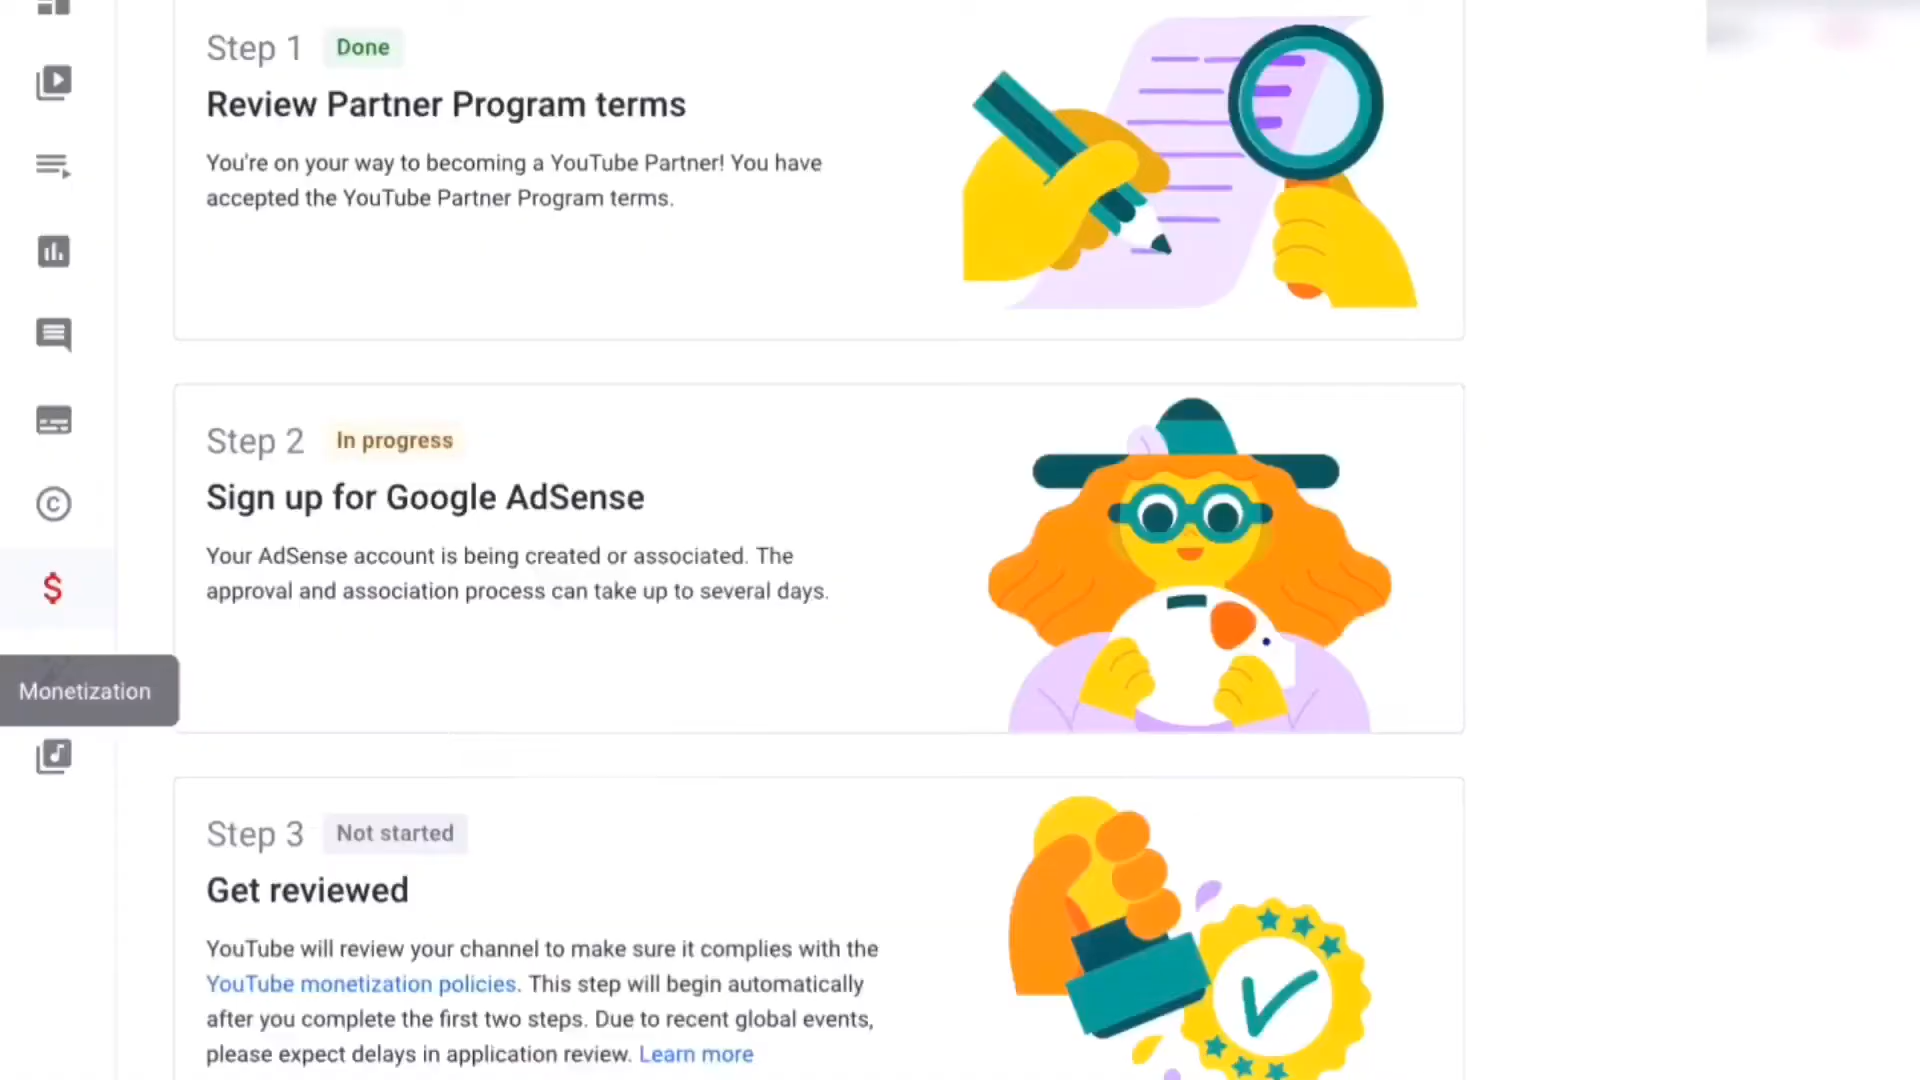 Step 1 Done
Review Partner Program terms
You're on your way to becoming a YouTube Partner! You have
accepted the YouTube Partner Program terms.
Step 2 In progress
Sign up for Google AdSense
Your AdSense account is being created or associated. The
approval and association process can take up to several days.
Monetization
Step 3 Not started
Get reviewed
YouTube will review your channel to make sure it complies with the
YouTube monetization policies. This step will begin automatically
after you complete the first two steps. Due to recent global events,
please expect delays in application review. Learn more